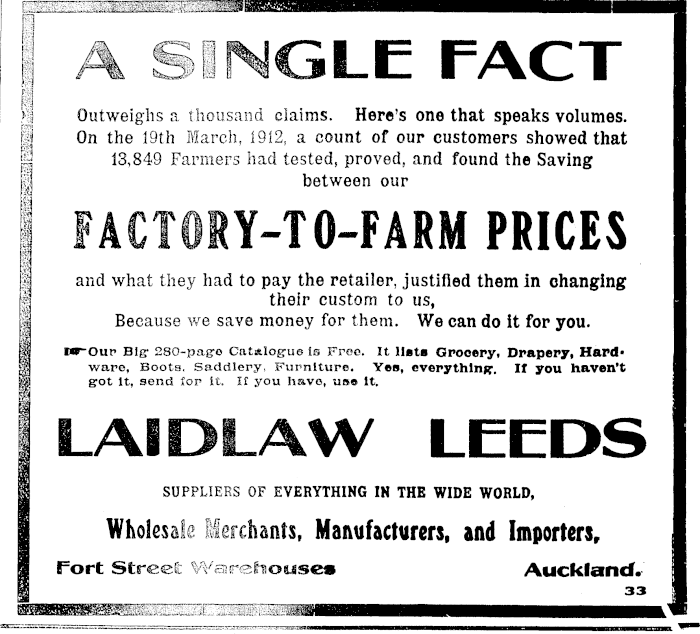 A SINGLE FACT
Outweighs a thousand claims. Here's one that speaks volumes.
On the 19th March, 1912, a count of our customers showed that
13,849 Farmers had tested, proved, and found the Saving
between our
FACTORY-TO-FARM PRICES
and what they had to pay the retailer, justified them in changing
their custom to us,
Because we save money for them. We can do it for you.
☛ Our Big 280-page Catalogue is Free. It lists Grocery, Drapery, Hard-
ware, Boots, Saddlery, Furniture. Yes, everything. If you haven't
got it, send for it. If you have, use it.
LAIDLAW LEEDS
SUPPLIERS OF EVERYTHING IN THE WIDE WORLD,
Wholesale Merchants, Manufacturers, and Importers,
Fort Street Warehouses Auckland.
33